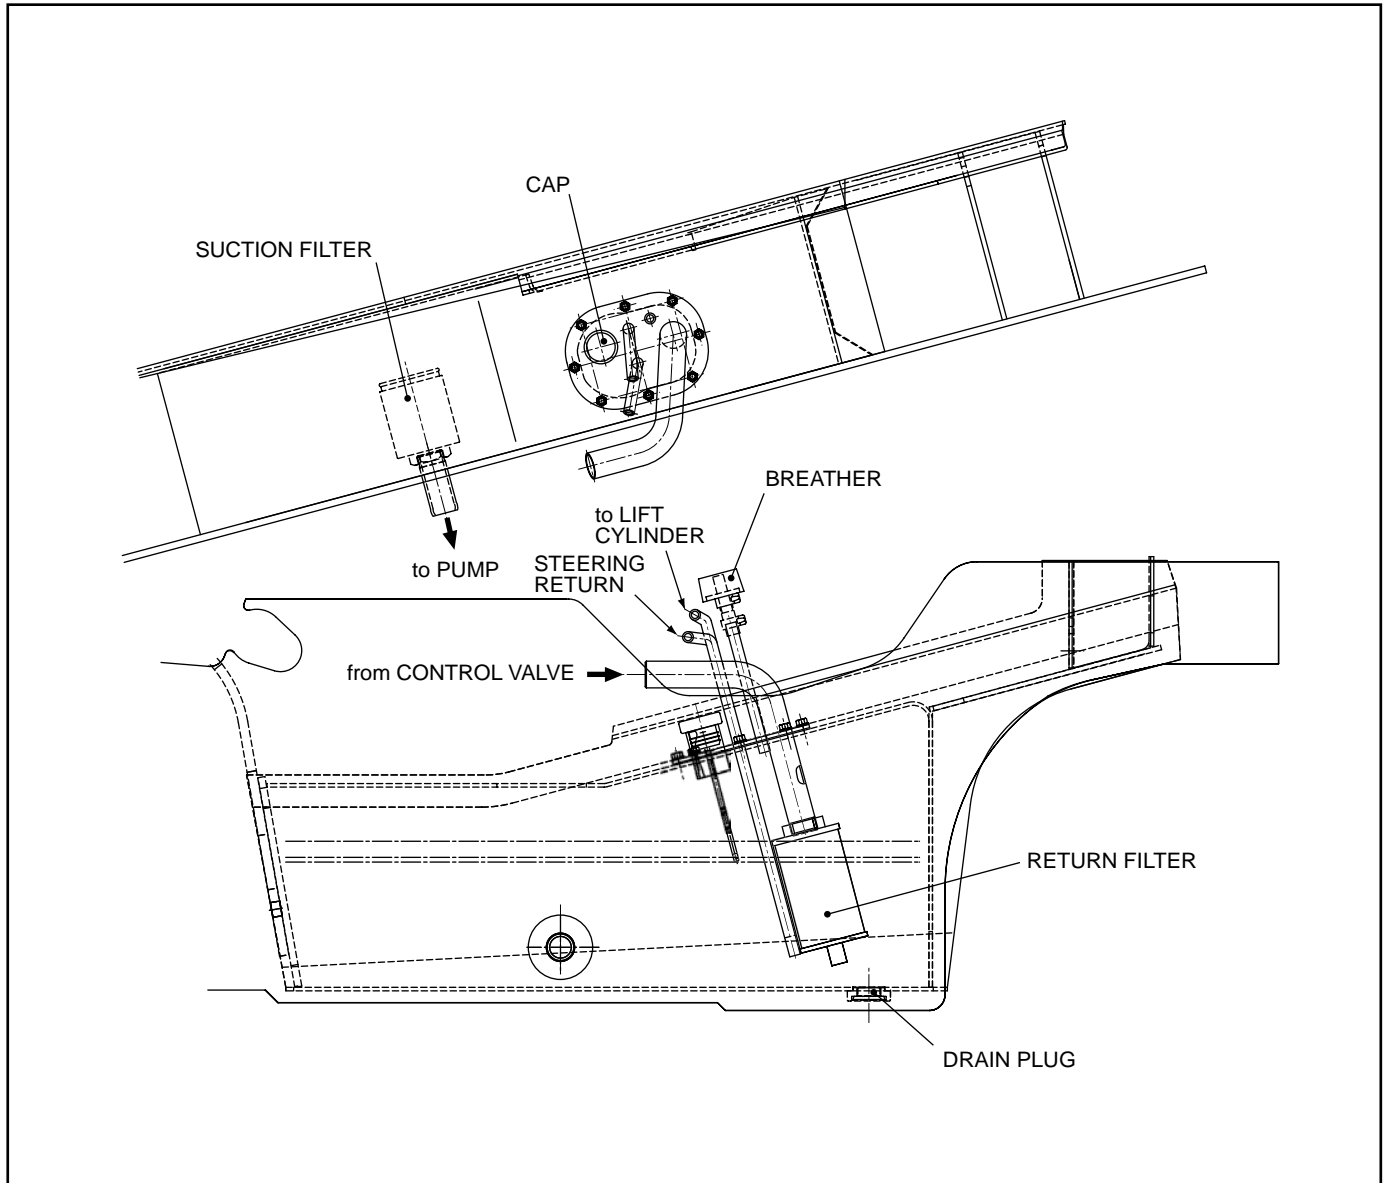 CAP
SUCTION FILTER
BREATHER
to LIFT
CYLINDER
to PUMP
STEERING
RETURN
from CONTROL VALVE
RETURN FILTER
DRAIN PLUG